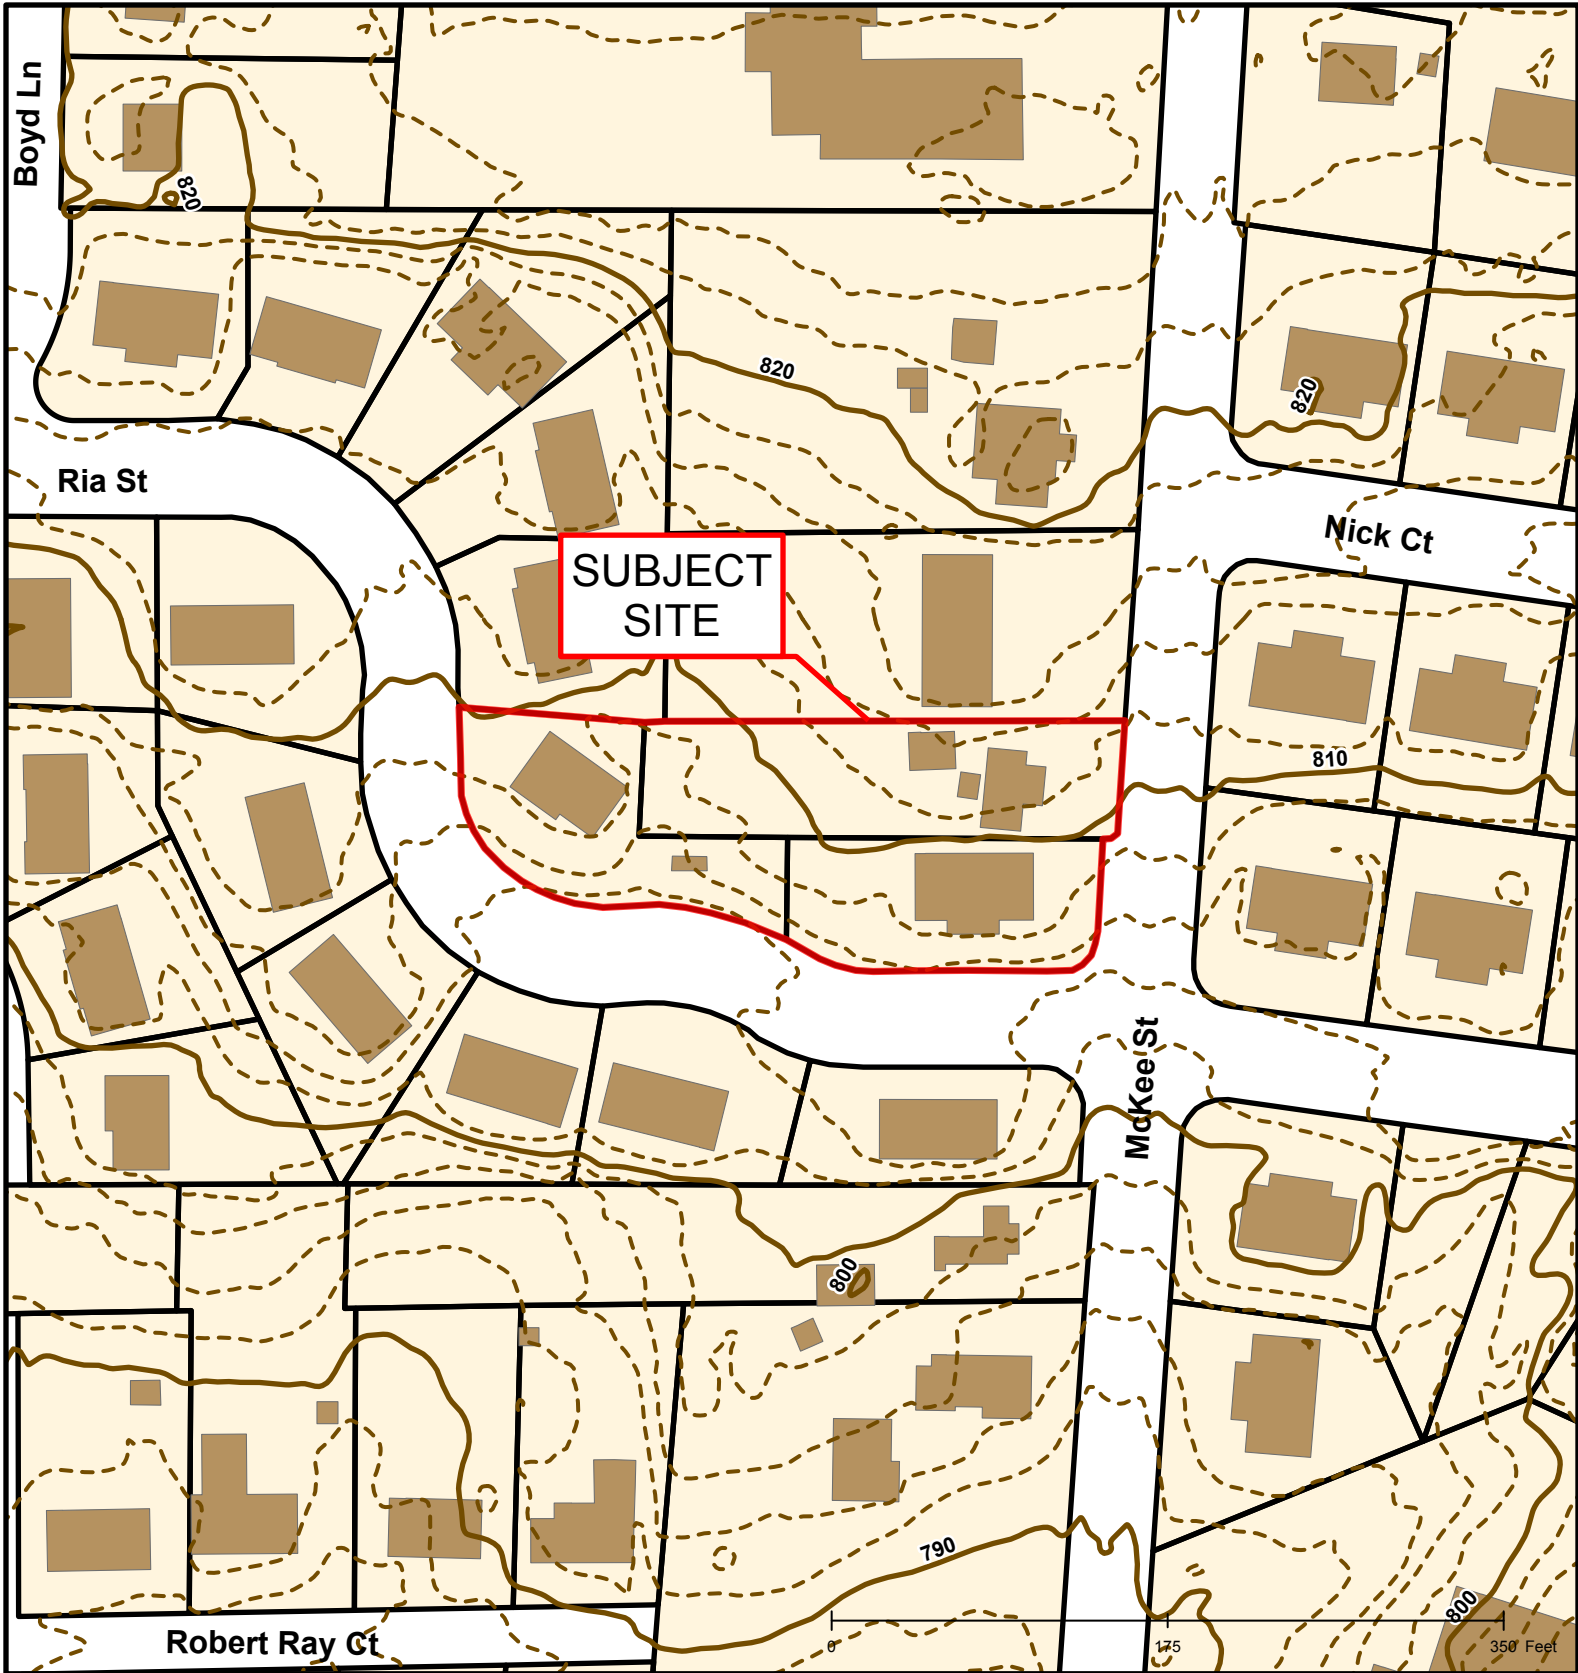 Boyd Ln
820
820
820
Ria St
Nick Ct
SUBJECT
SITE
810
McKee St
800
790
800
0 175 350 Feet
Robert Ray Ct